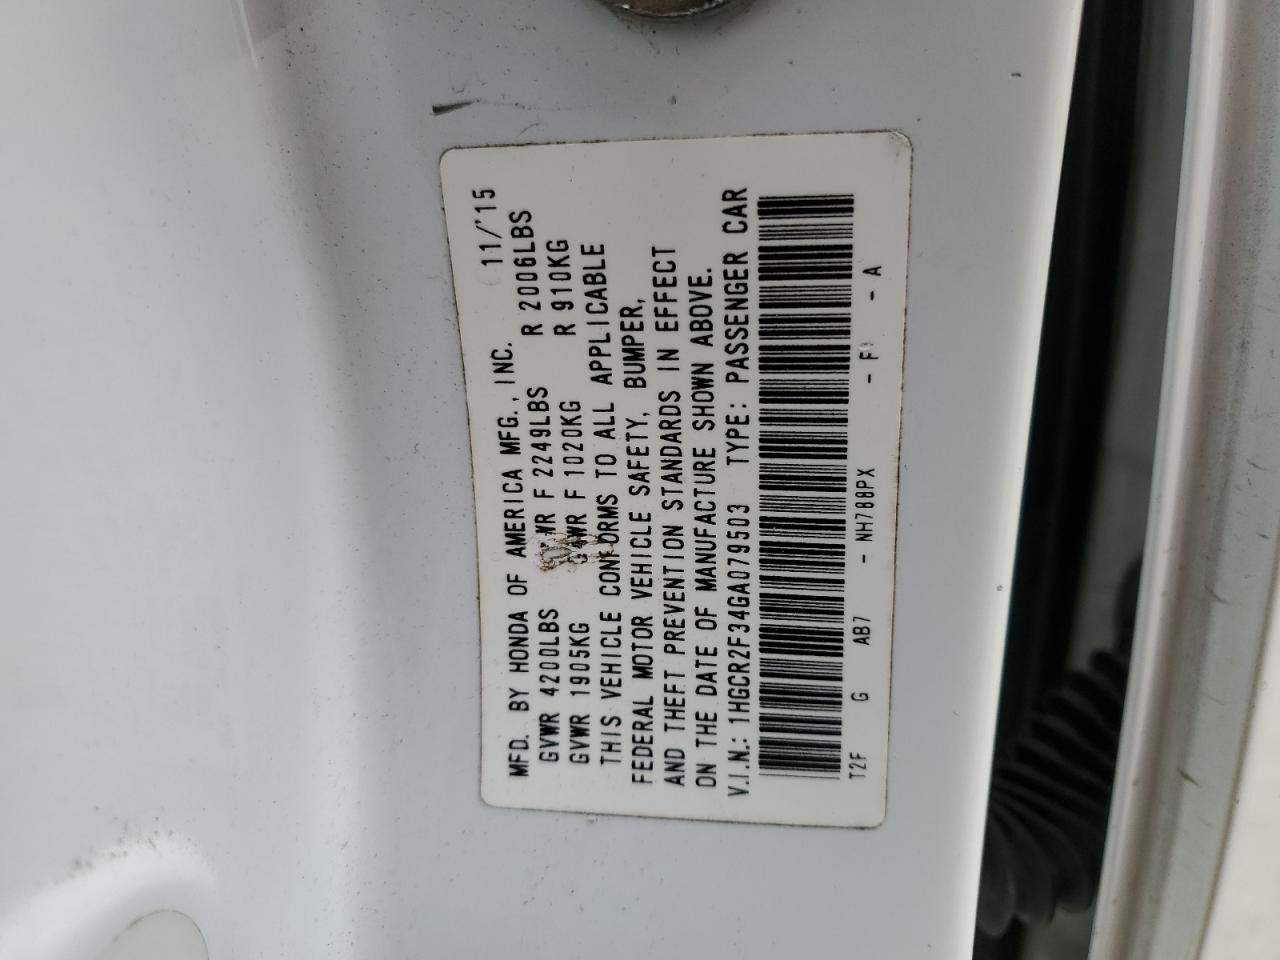 MFD. BY HONDA OF AMERICA MFG., INC. 11/'15
GVWR 4200LBS GAWR F 2249LBS R 2006LBS
GVWR 1905KG GAWR F 1020KG R 910KG
THIS VEHICLE CONFORMS TO ALL APPLICABLE
FEDERAL MOTOR VEHICLE SAFETY, BUMPER,
AND THEFT PREVENTION STANDARDS IN EFFECT
ON THE DATE OF MANUFACTURE SHOWN ABOVE.
V.I.N.: 1HGCR2F34GA079503 TYPE: PASSENGER CAR
T2F G AB7 - NH788PX - F - A